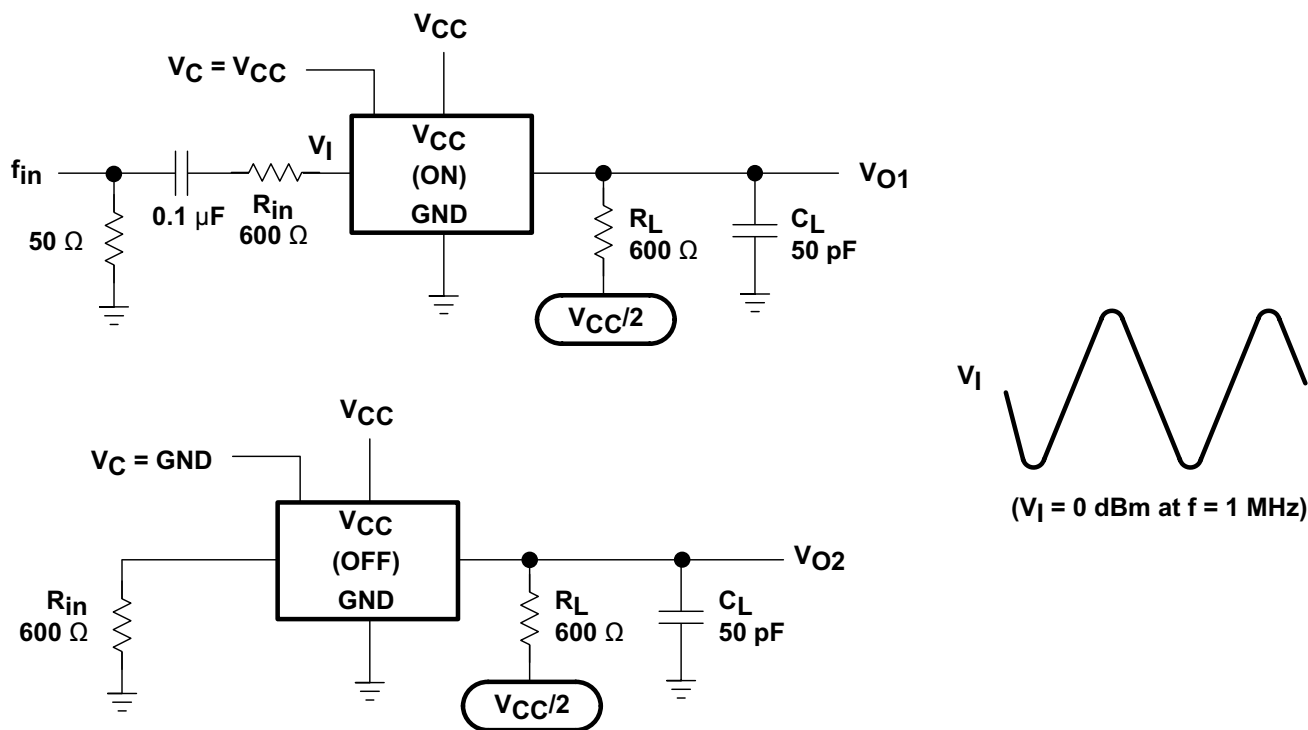 VCC
VC = VCC
fin
50 Ω
0.1 µF
Rin
600 Ω
VI
VCC
(ON)
GND
RL
600 Ω
CL
50 pF
VO1
VCC/2
VI
(VI = 0 dBm at f = 1 MHz)
VCC
VC = GND
Rin
600 Ω
VCC
(OFF)
GND
RL
600 Ω
CL
50 pF
VO2
VCC/2